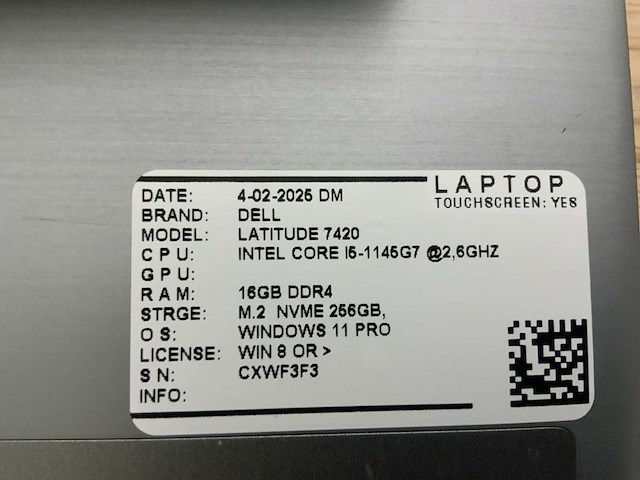 LAPTOP
TOUCHSCREEN: YES
DATE: 4-02-2025 DM
BRAND: DELL
MODEL: LATITUDE 7420
CPU: INTEL CORE I5-1145G7 @2,6GHZ
GPU:
RAM: 16GB DDR4
STRGE: M.2 NVME 256GB,
OS: WINDOWS 11 PRO
LICENSE: WIN 8 OR >
SN: CXWF3F3
INFO: